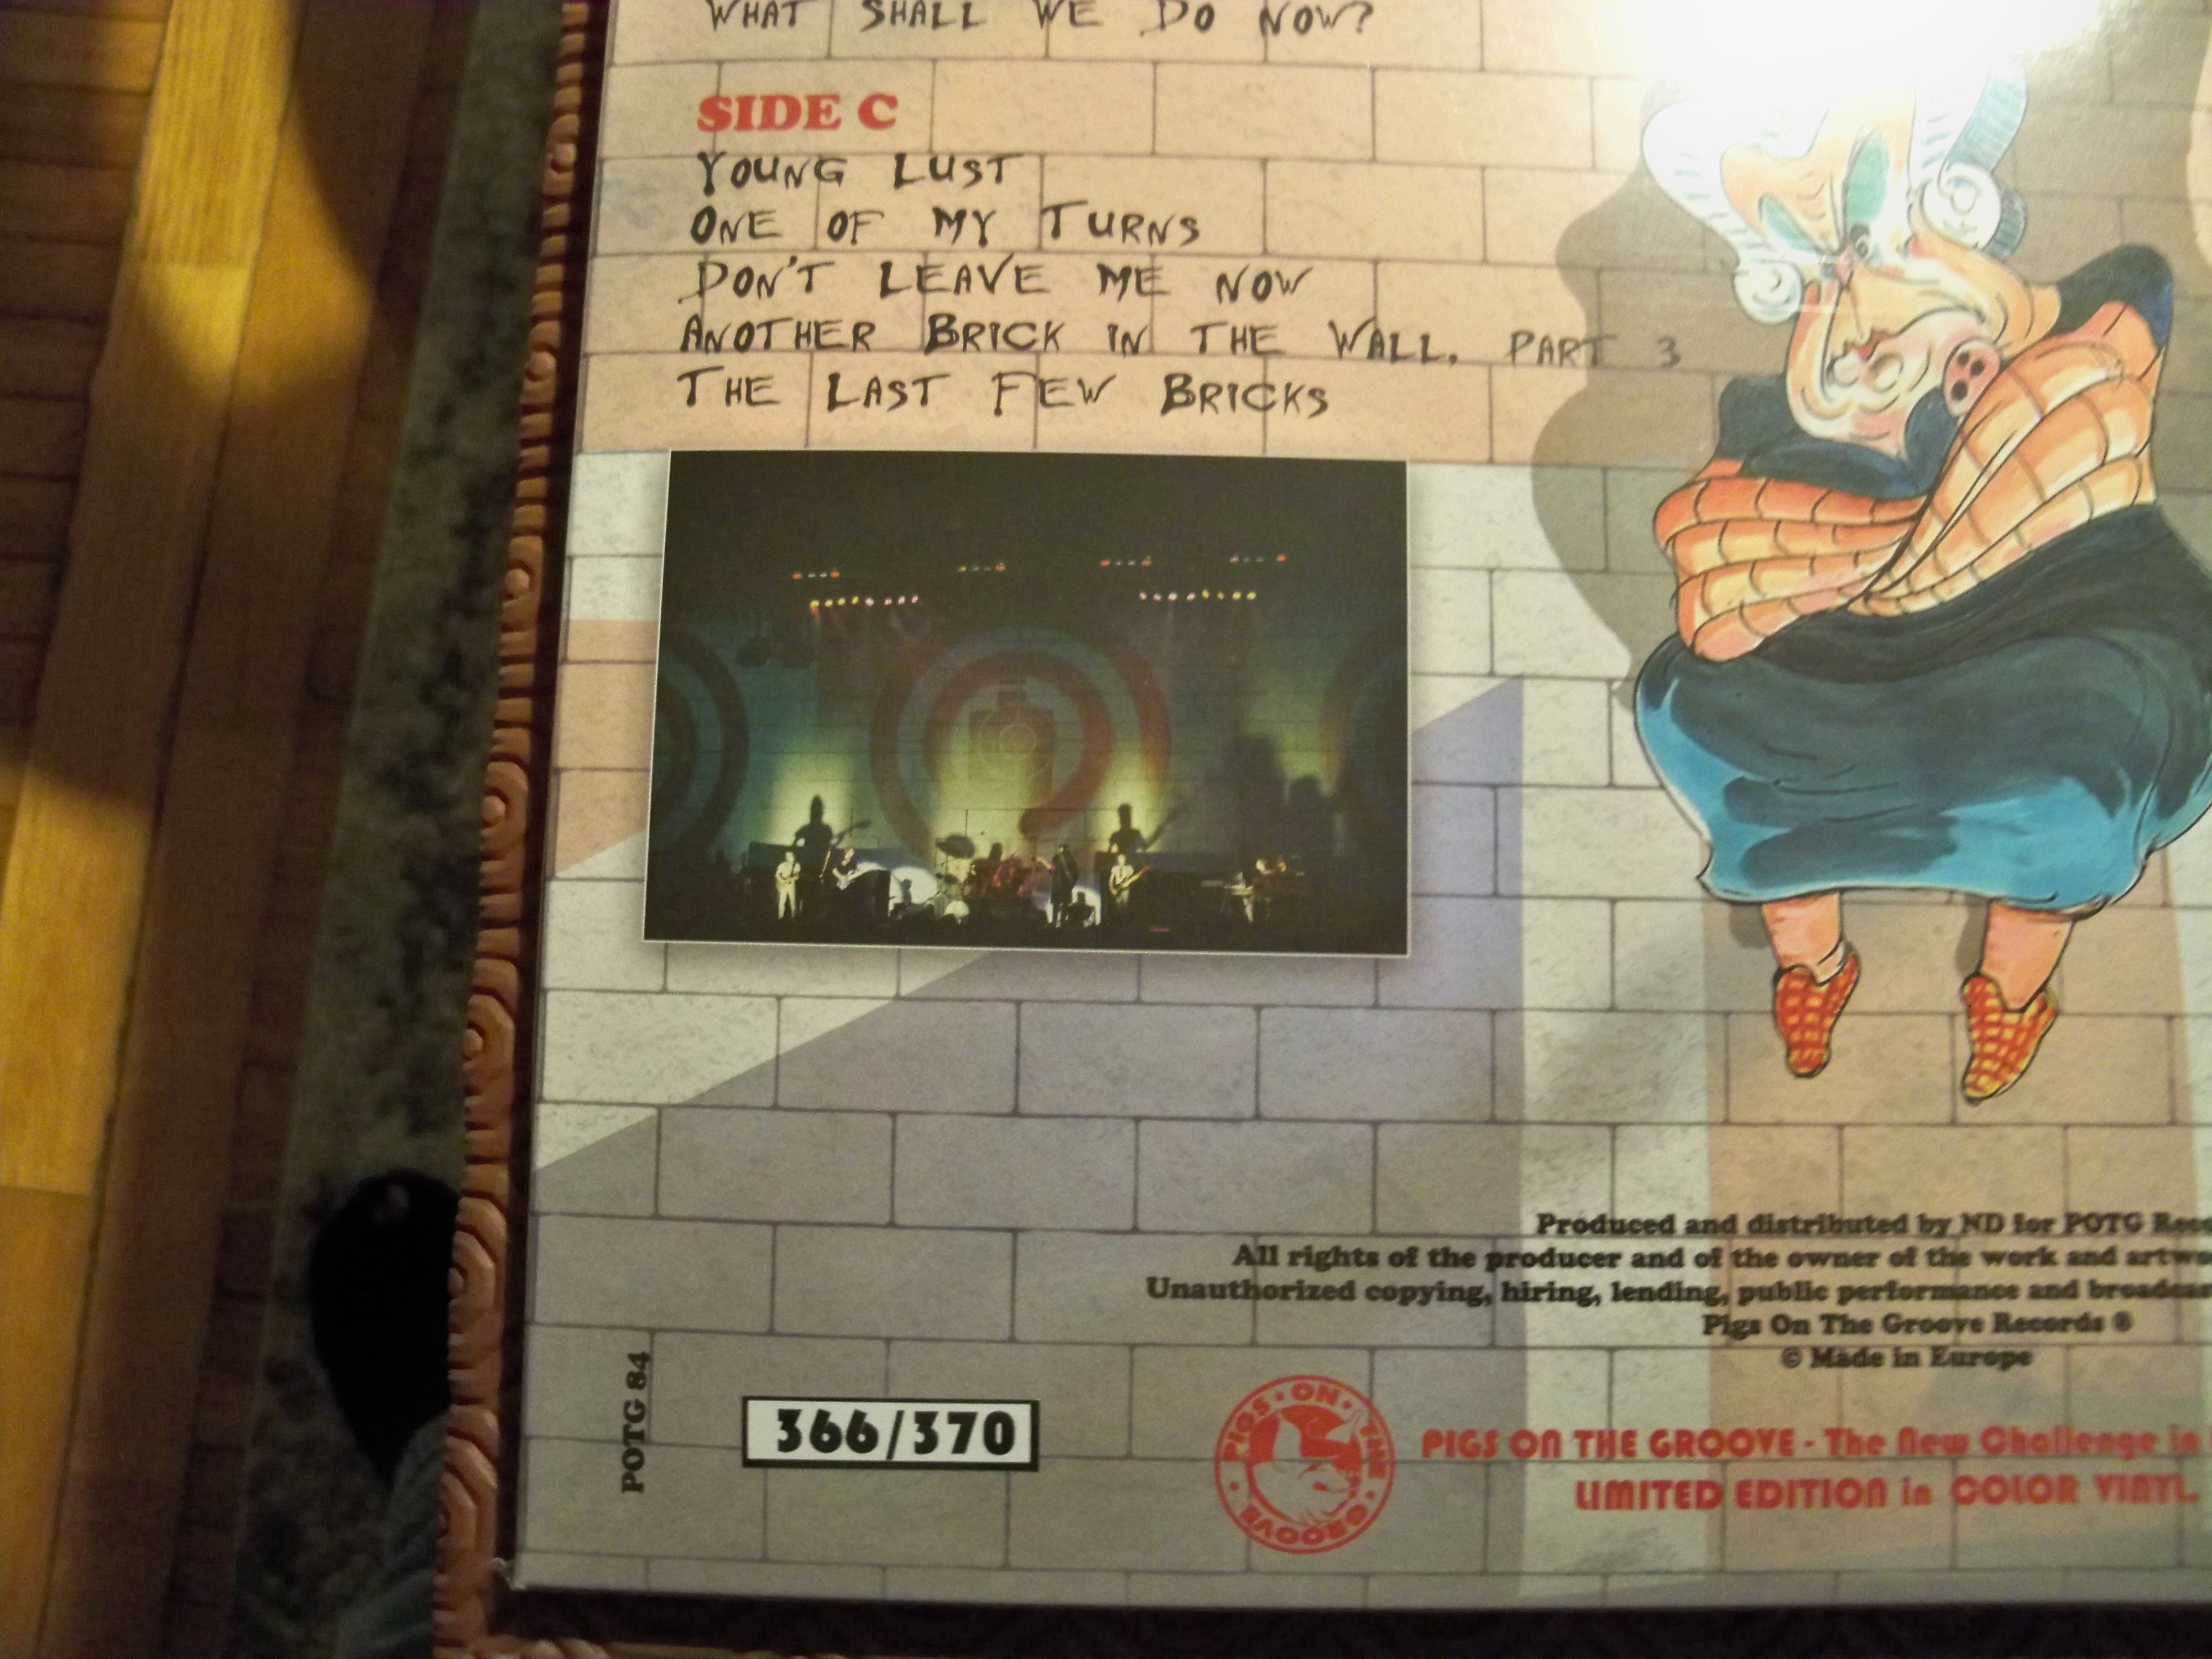 WHAT SHALL WE DO NOW?
SIDE C
YOUNG LUST
ONE OF MY TURNS
DON'T LEAVE ME NOW
ANOTHER BRICK IN THE WALL, PART 3
THE LAST FEW BRICKS
Produced and distributed by ND for POTG
All rights of the producer and of the owner of the work and
Unauthorized copying, hiring, lending, public performance and
Pigs On The Groove Records ®
© Made in Europe
POTG 84
366/370
PIGS · ON · THE · GROOVE ·
PIGS ON THE GROOVE - The New Challenge in
LIMITED EDITION in COLOR VINYL.